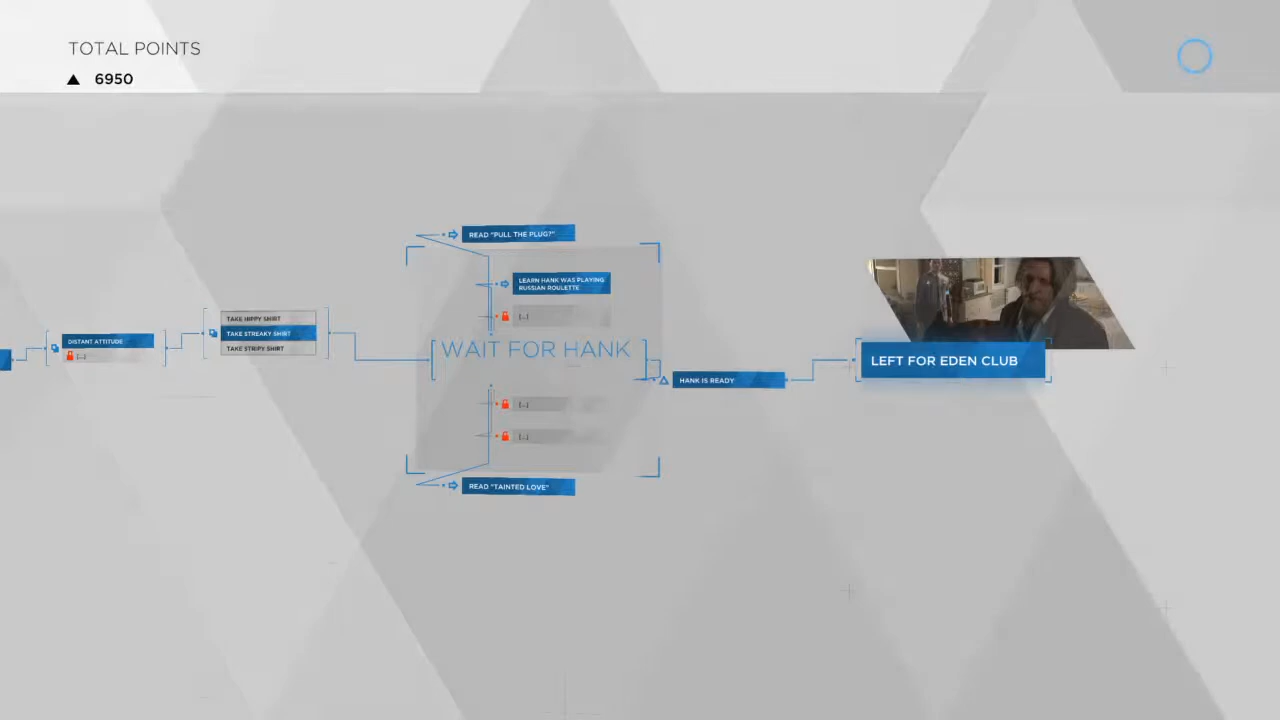 TOTAL POINTS
6950
READ "PULL THE PLUG?"
LEARN HANK WAS PLAYING
RUSSIAN ROULETTE
[...]
DISTANT ATTITUDE
[...]
TAKE HIPPY SHIRT
TAKE STREAKY SHIRT
TAKE STRIPY SHIRT
WAIT FOR HANK
HANK IS READY
LEFT FOR EDEN CLUB
[...]
[...]
READ "TAINTED LOVE"